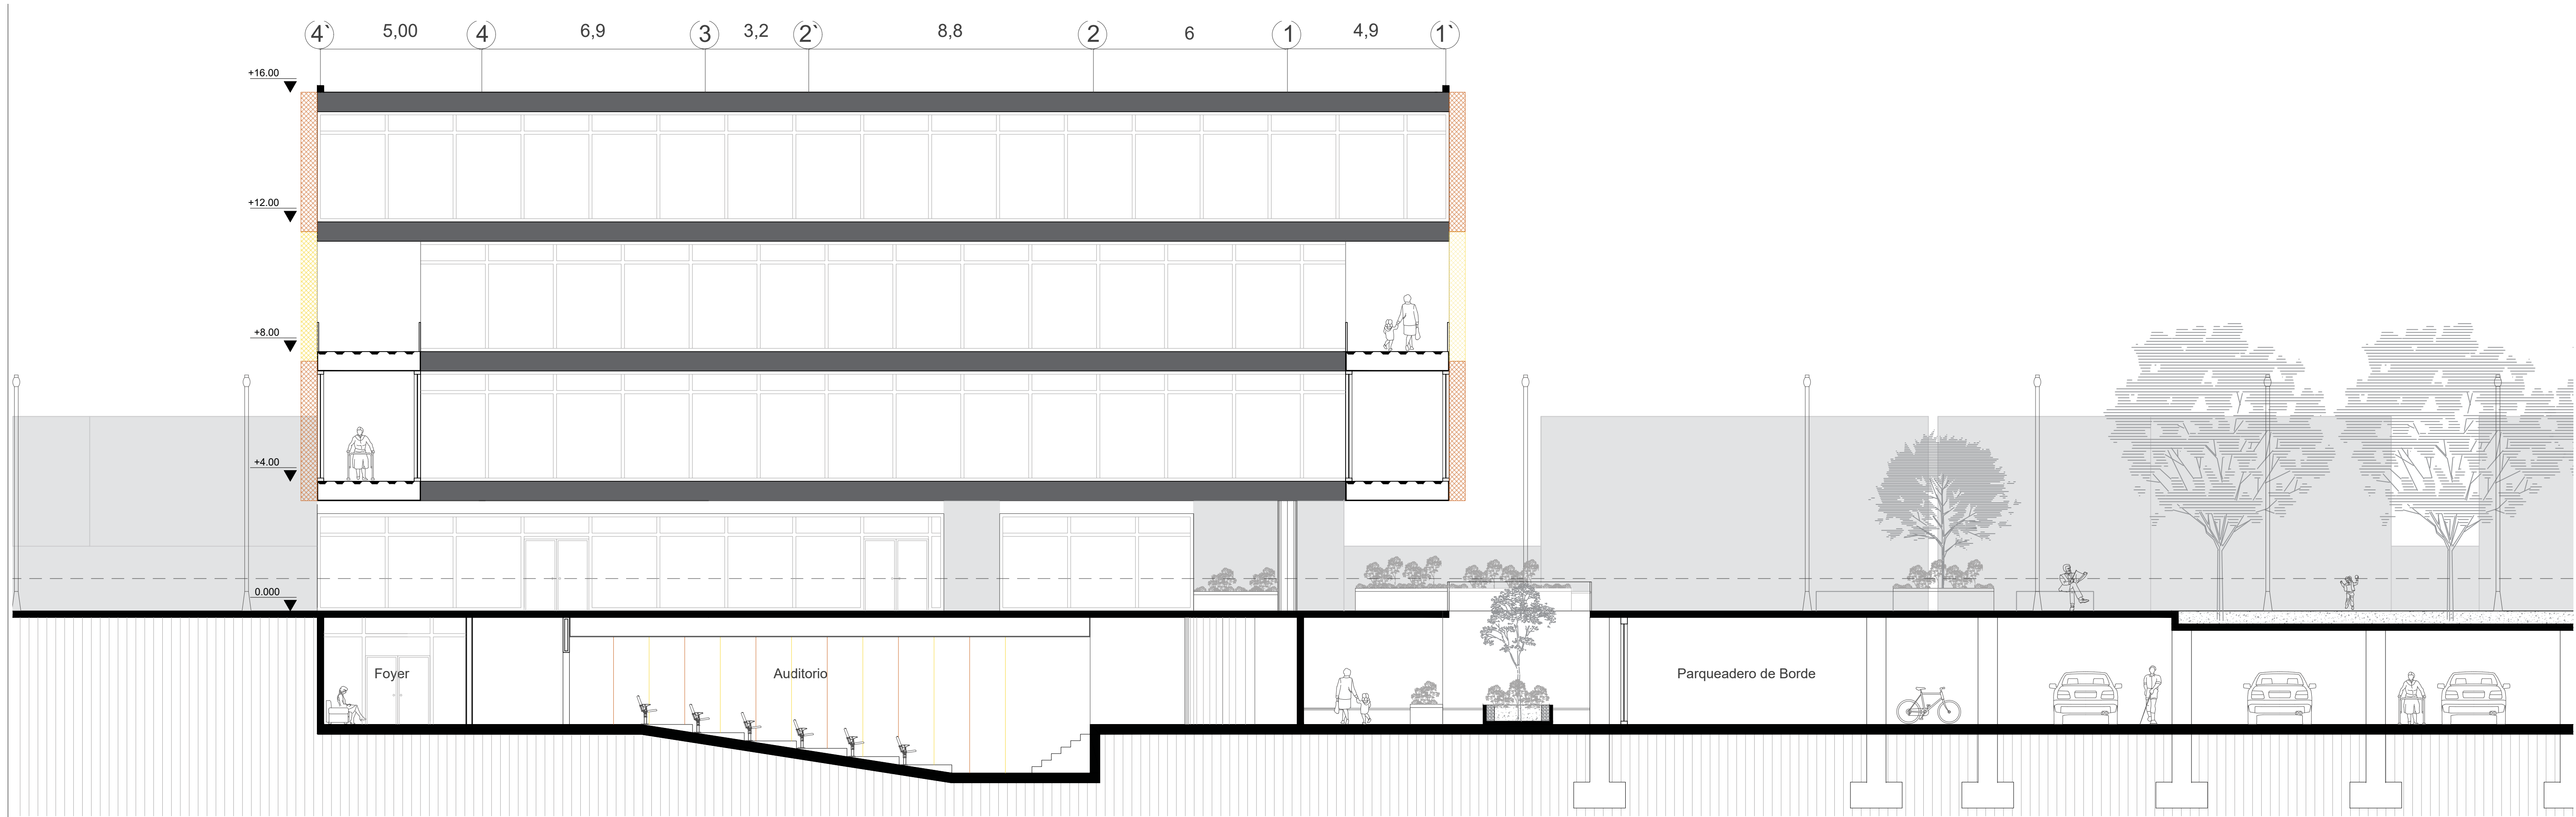 4` 5,00 4 6,9 3 3,2 2` 8,8 2 6 1 4,9 1`
+16.00
+12.00
+8.00
+4.00
0.000
Foyer Auditorio Parqueadero de Borde